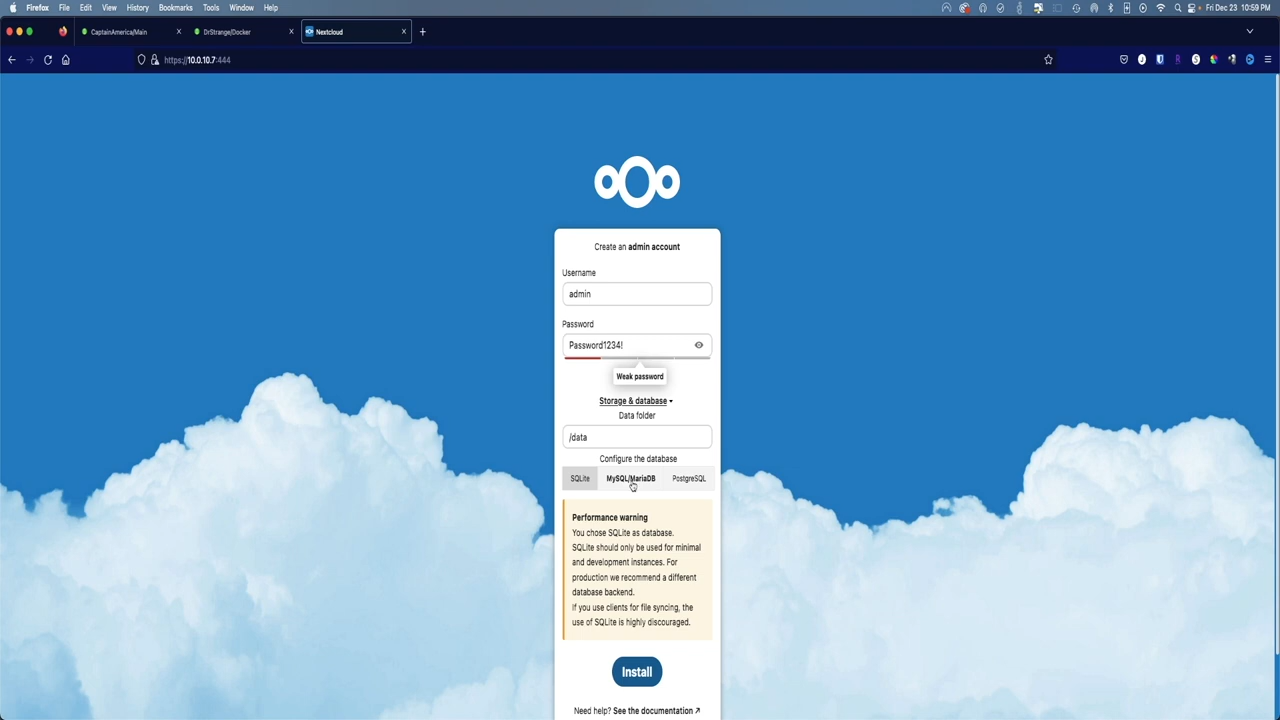 Firefox File Edit View History Bookmarks Tools Window Help Fri Dec 23 10:59 PM
CaptainAmerica/Main DrStrange/Docker Nextcloud
https://10.0.10.7:444
Create an admin account
Username
admin
Password
Password1234!
Weak password
Storage & database
Data folder
/data
Configure the database
SQLite MySQL/MariaDB PostgreSQL
Performance warning
You chose SQLite as database.
SQLite should only be used for minimal
and development instances. For
production we recommend a different
database backend.
If you use clients for file syncing, the
use of SQLite is highly discouraged.
Install
Need help? See the documentation ↗